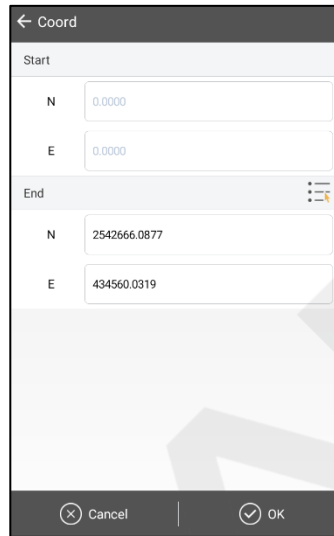 Coord
Start
N 0.0000
E 0.0000
End
N 2542666.0877
E 434560.0319
Cancel OK